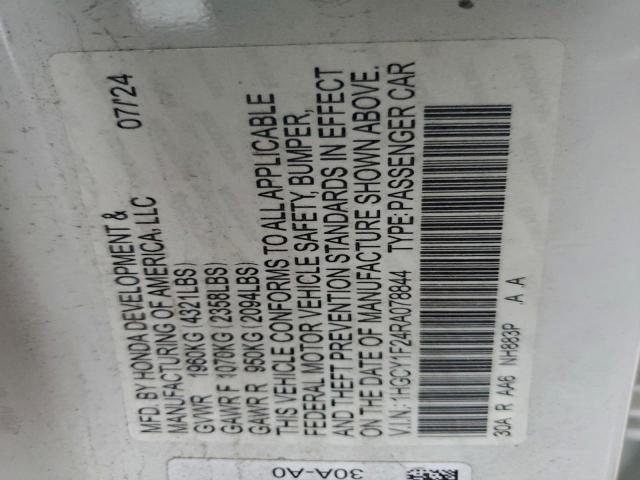 MFD. BY HONDA DEVELOPMENT &
MANUFACTURING OF AMERICA, LLC 07/'24
GVWR 1960KG (4321LBS)
GAWR F 1070KG (2358LBS)
GAWR R 950KG (2094LBS)
THIS VEHICLE CONFORMS TO ALL APPLICABLE
FEDERAL MOTOR VEHICLE SAFETY, BUMPER,
AND THEFT PREVENTION STANDARDS IN EFFECT
ON THE DATE OF MANUFACTURE SHOWN ABOVE.
V.I.N.: 1HGCY1F24RA078844 TYPE: PASSENGER CAR
30A R AA6 NH883P A A
30A-A0